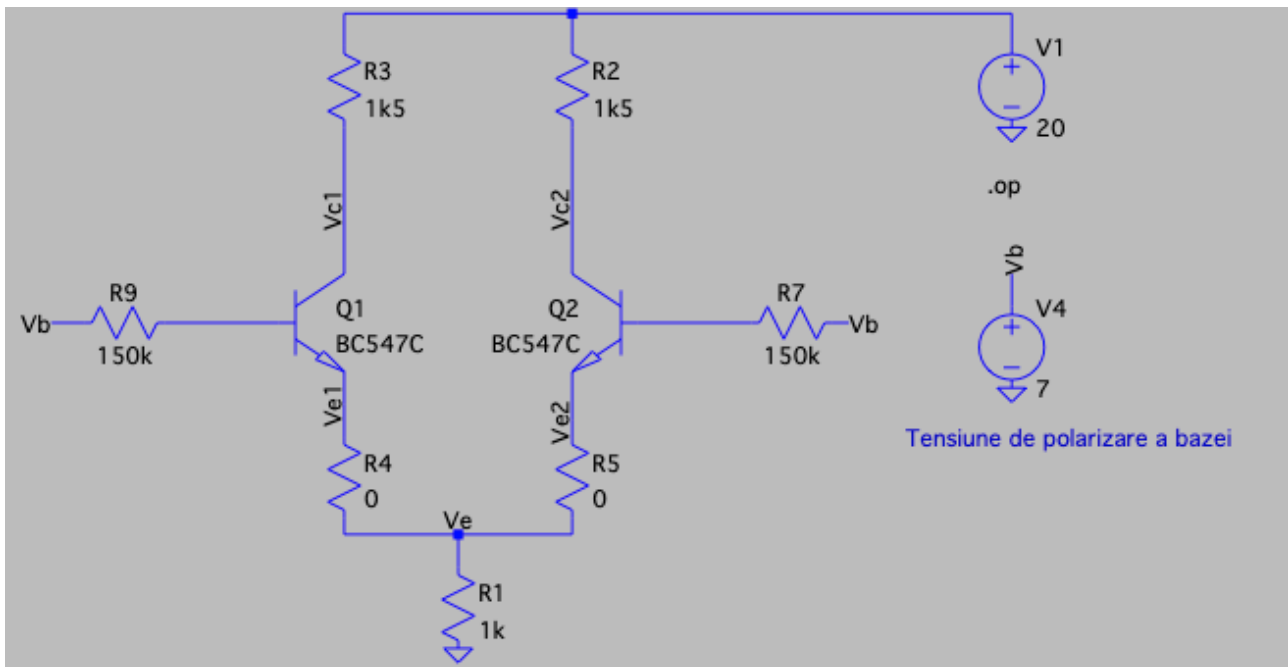 R3
1k5
R2
1k5
V1
20
.op
Vc1
Vc2
Vb
R9
150k
Vb
Q1
BC547C
Q2
BC547C
R7
150k
Vb
V4
7
Tensiune de polarizare a bazei
Ve1
Ve2
R4
0
R5
0
Ve
R1
1k